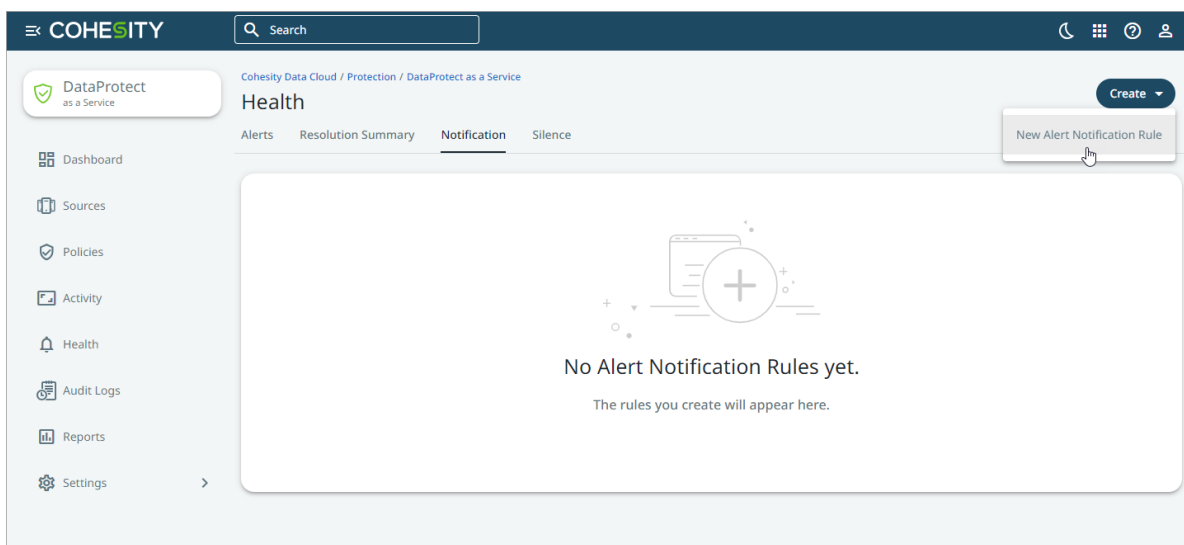 COHESITY
Search
DataProtect
as a Service
Cohesity Data Cloud / Protection / DataProtect as a Service
Health
Create
Alerts Resolution Summary Notification Silence
New Alert Notification Rule
Dashboard
Sources
Policies
Activity
Health
Audit Logs
Reports
Settings
No Alert Notification Rules yet.
The rules you create will appear here.